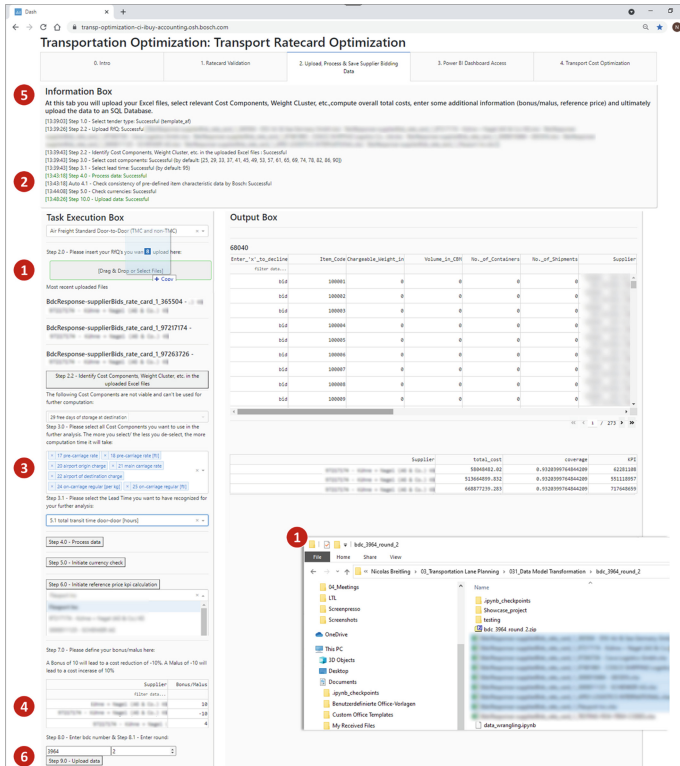 Dash
transp-optimization-ci-ibuy-accounting.osh.bosch.com
Transportation Optimization: Transport Ratecard Optimization
0. Intro
1. Ratecard Validation
2. Upload, Process & Save Supplier Bidding Data
3. Power BI Dashboard Access
4. Transport Cost Optimization
5
Information Box
At this tab you will upload your Excel files, select relevant Cost Components, Weight CLuster, etc.,compute overall total costs, enter some additional information (bonus/malus, reference price) and ultimately
upload the data to an SQL Database.
[13:39:03] Step 1.0 - Select tender type: Successful (template_af)
[13:39:26] Step 2.2 - Upload RfQ: Successful
[13:39:43] Step 2.2 - Identify Cost Components, Weight Cluster, etc. in the uploaded Excel files : Successful
[13:39:43] Step 3.0 - Select cost components: Successful (by default: [25, 29, 33, 37, 41, 45, 49, 53, 57, 61, 65, 69, 74, 78, 82, 86, 90])
[13:39:43] Step 3.1 - Select lead time: Successful (by default: 95)
2
[13:43:18] Step 4.0 - Process data: Successful
[13:43:18] Auto 4.1 - Check consistency of pre-defined item characteristic data by Bosch: Successful
[13:44:08] Step 5.0 - Check currencies: Successful
[13:48:26] Step 10.0 - Upload data: Successful
Task Execution Box
Air Freight Standard Door-to-Door (TMC and non-TMC)
Step 2.0 - Please insert your RfQ's you want upload here:
1
[Drag & Drop or Select Files]
+ Copy
Most recent uploaded Files
BdcResponse-supplierBids_rate_card_1_365504 -
BdcResponse-supplierBids_rate_card_1_97217174 -
BdcResponse-supplierBids_rate_card_1_97263726 -
Step 2.2 - Identify Cost Components, Weight Cluster, etc. in the
uploaded Excel files
The following Cost Components are not viable and can't be used for
further computation:
29 free days of storage at destination
Step 3.0 - Please select all Cost Components you want to use in the
further analysis. The more you select/ the less you de-select, the more
computation time it will take:
3
× 17 pre-carriage rate × 18 pre-carriage rate [fil]
× 20 airport origin charge × 21 main carriage rate
× 22 airport of destination charge
× 24 on-carriage regular (per kg) × 25 on-carriage regular [fil]
Step 3.1 - Please select the Lead Time you want to have recognized for
your further analysis:
5.1 total transit time door-door [hours]
Step 4.0 - Process data
Step 5.0 - Initiate currency check
Step 6.0 - Initiate reference price kpi calculation
Step 7.0 - Please define your bonus/malus here:
A Bonus of 10 will lead to a cost reduction of -10%. A Malus of -10 will
lead to a cost incerase of 10%.
Supplier Bonus/Malus
filter data...
4
10
-10
4
Step 8.0 - Enter bdc number & Step 8.1 - Enter round:
6
3964 2
Step 9.0 - Upload data
Output Box
68040
Enter_'x'_to_decline Item_Code Chargeable_Weight_in Volume_in_CBM No._of_Containers No._of_Shipments Supplier
filter data...
bid 100001 0 0 0 0
bid 100002 0 0 0 0
bid 100003 0 0 0 0
bid 100004 0 0 0 0
bid 100005 0 0 0 0
bid 100006 0 0 0 0
bid 100007 0 0 0 0
bid 100008 0 0 0 0
bid 100009 0 0 0 0
<< < 1 / 273 > >>
Supplier total_cost coverage KPI
58048482.02 0.9320399764844209 62281108
513664899.832 0.9320399764844209 551118957
668877239.283 0.9320399764844209 717648659
1
bdc_3964_round_2
File Home Share View
« Nicolas Breitling > 03_Transportation Lane Planning > 031_Data Model Transformation > bdc_3964_round_2
04_Meetings
LTL
Screenpresso
Screenshots
OneDrive
This PC
3D Objects
Desktop
Documents
.ipynb_checkpoints
Benutzerdefinierte Office-Vorlagen
Custom Office Templates
My Received Files
Name
.ipynb_checkpoints
Showcase_project
testing
bdc_3964 round_2.zip
data_wrangling.ipynb